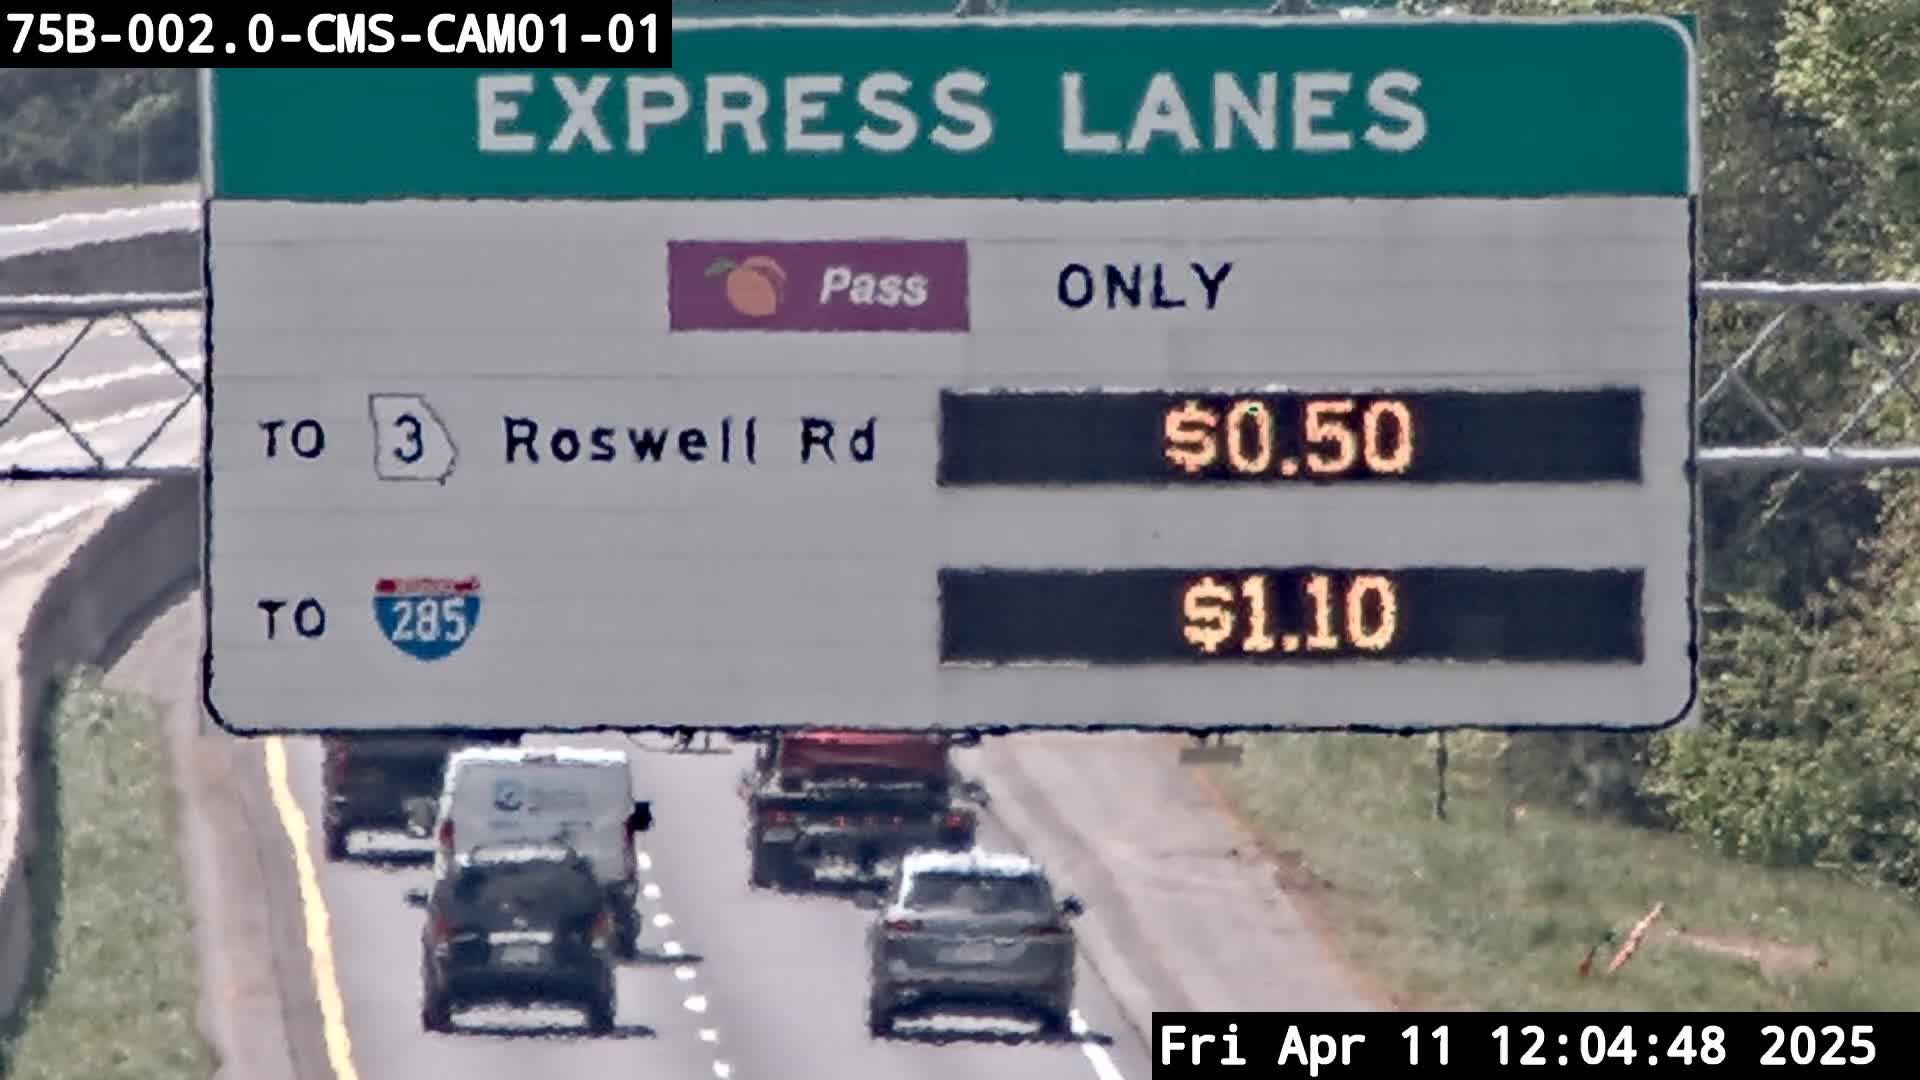 75B-002.0-CMS-CAM01-01
EXPRESS LANES
Pass ONLY
TO 3 Roswell Rd $0.50
TO 285 $1.10
Fri Apr 11 12:04:48 2025